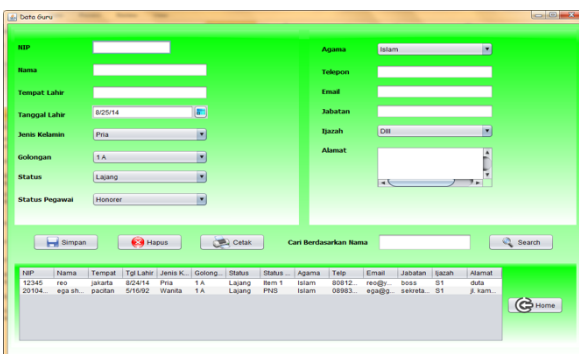 Data Guru
NIP
Nama
Tempat Lahir
Tanggal Lahir 8/25/14
Jenis Kelamin Pria
Golongan 1 A
Status Lajang
Status Pegawai Honorer
Agama Islam
Telepon
Email
Jabatan
Ijazah DIII
Alamat
Simpan Hapus Cetak Cari Berdasarkan Nama Search
NIP Nama Tempat Tgl Lahir Jenis K... Golong... Status Status ... Agama Telp Email Jabatan Ijazah Alamat
12345 reo jakarta 8/24/14 Pria 1 A Lajang Item 1 Islam 80812... reo@y... boss S1 duta
20104... ega sh... pacitan 5/16/92 Wanita 1 A Lajang PNS Islam 08983... ega@g... sekreta... S1 jl. kam...
Home